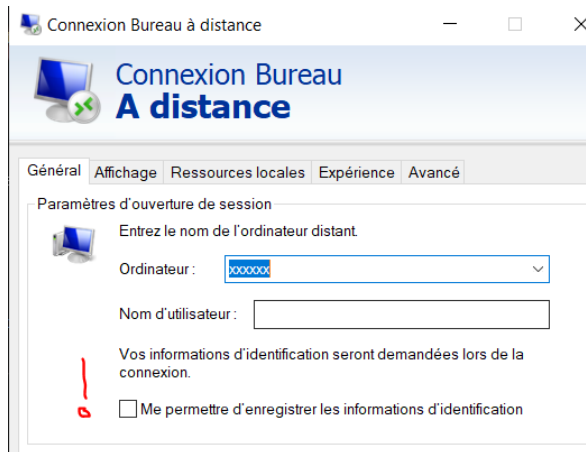 Connexion Bureau à distance
Connexion Bureau
A distance
Général Affichage Ressources locales Expérience Avancé
Paramètres d'ouverture de session
Entrez le nom de l'ordinateur distant.
Ordinateur : xxxxxx
Nom d'utilisateur :
Vos informations d'identification seront demandées lors de la
connexion.
Me permettre d'enregistrer les informations d'identification